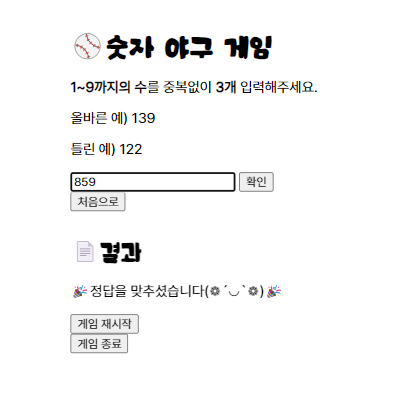 ⚾ 숫자 야구 게임
1~9까지의 수를 중복없이 3개 입력해주세요.
올바른 예) 139
틀린 예) 122
859 확인
처음으로
📄 결과
🎉정답을 맞추셨습니다(❁´◡`❁)🎉
게임 재시작
게임 종료